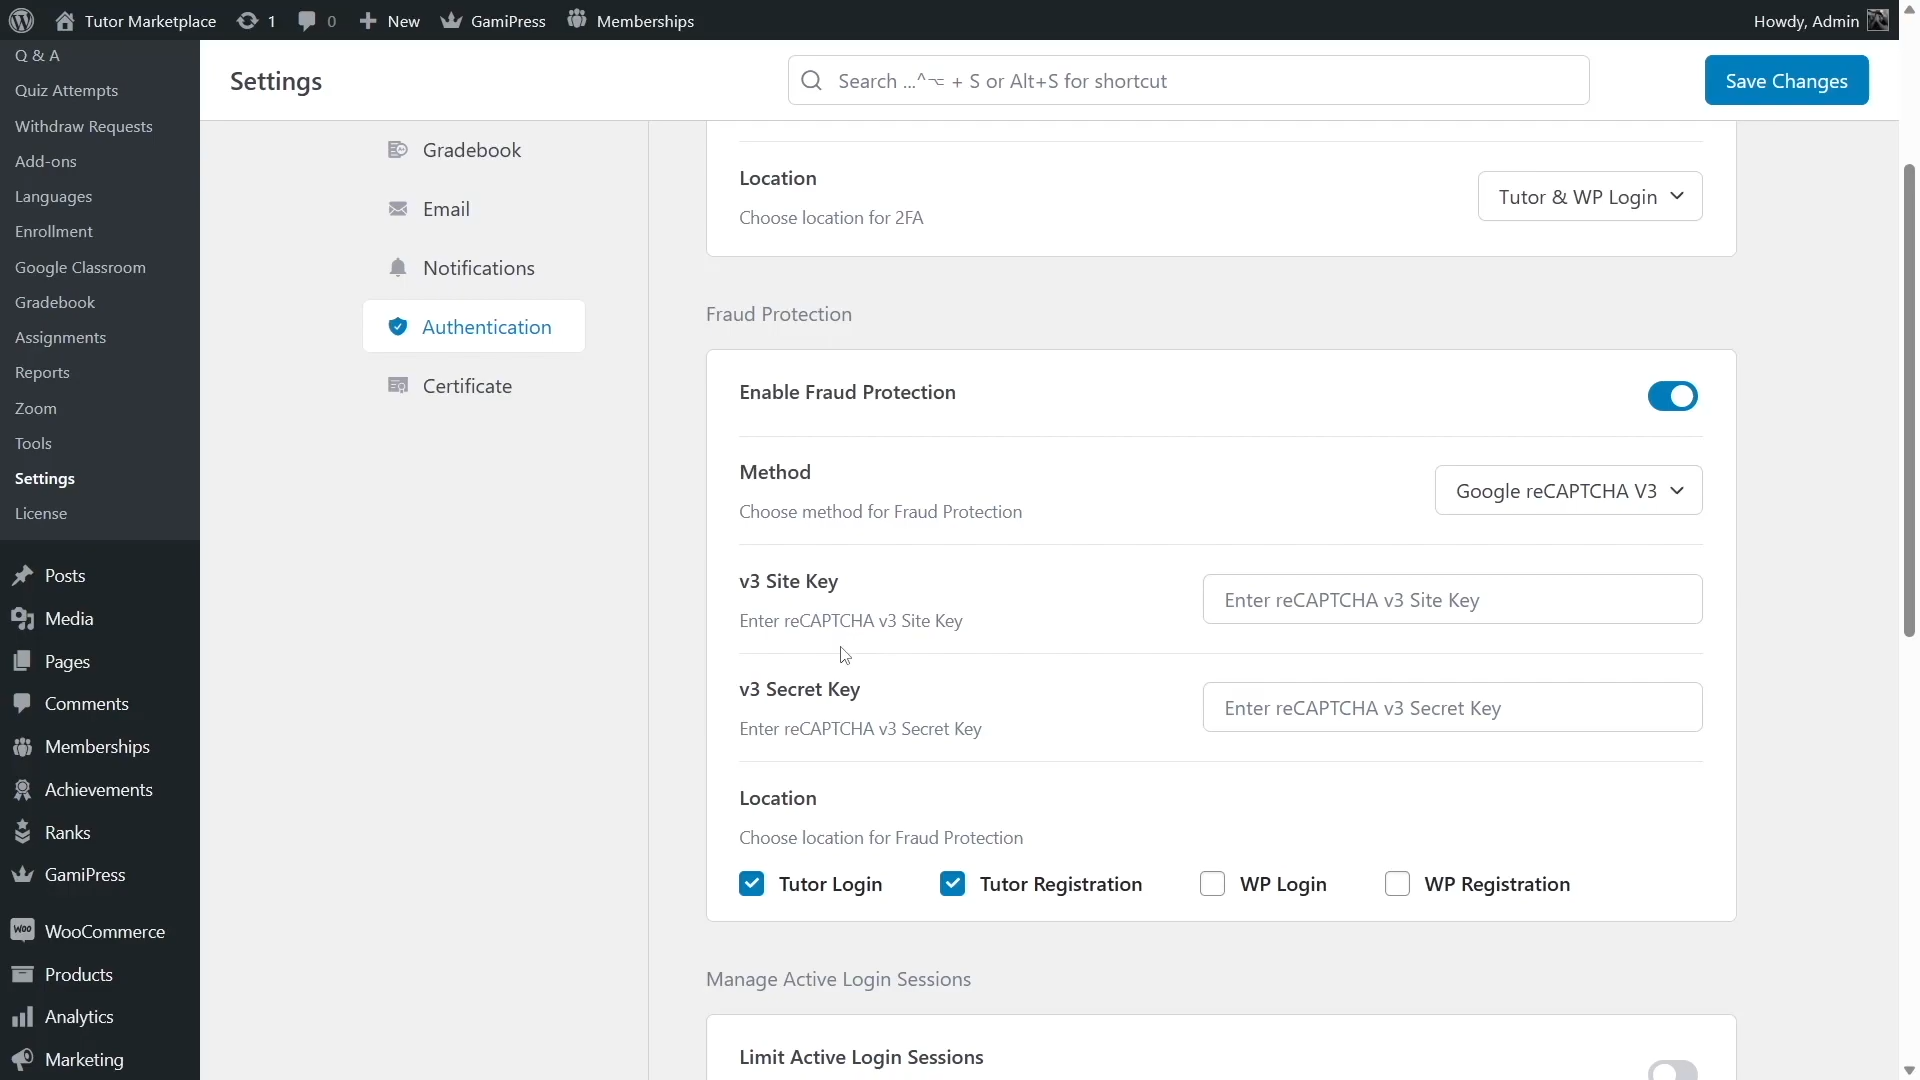 Tutor Marketplace
1
0
New
GamiPress
Memberships
Howdy, Admin
Q & A
Quiz Attempts
Withdraw Requests
Add-ons
Languages
Enrollment
Google Classroom
Gradebook
Assignments
Reports
Zoom
Tools
Settings
License
Posts
Media
Pages
Comments
Memberships
Achievements
Ranks
GamiPress
WooCommerce
Products
Analytics
Marketing
Settings
Search ...^⌥ + S or Alt+S for shortcut
Save Changes
Gradebook
Email
Notifications
Authentication
Certificate
Location
Choose location for 2FA
Tutor & WP Login
Fraud Protection
Enable Fraud Protection
Method
Choose method for Fraud Protection
Google reCAPTCHA V3
v3 Site Key
Enter reCAPTCHA v3 Site Key
Enter reCAPTCHA v3 Site Key
v3 Secret Key
Enter reCAPTCHA v3 Secret Key
Enter reCAPTCHA v3 Secret Key
Location
Choose location for Fraud Protection
Tutor Login
Tutor Registration
WP Login
WP Registration
Manage Active Login Sessions
Limit Active Login Sessions